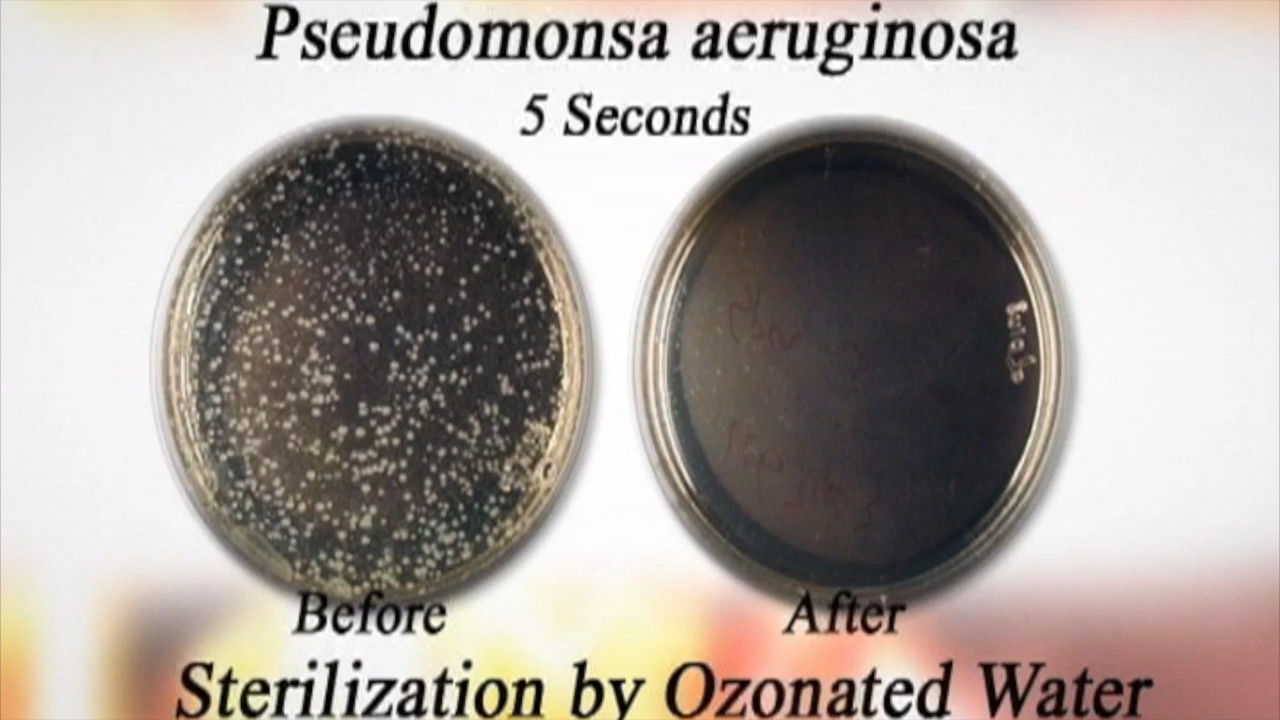 Pseudomonsa aeruginosa
5 Seconds
Before
After
Sterilization by Ozonated Water